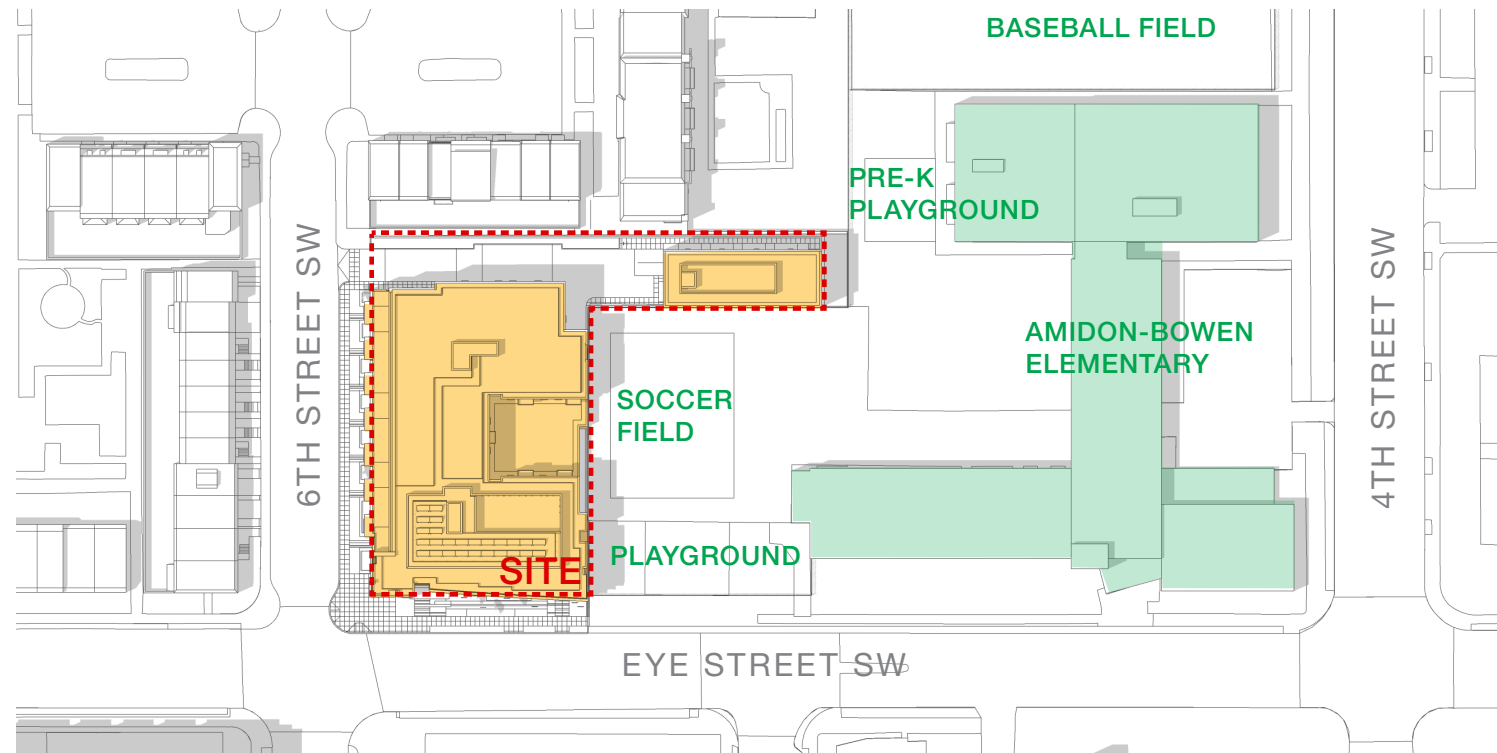 BASEBALL FIELD
PRE-K
PLAYGROUND
6TH STREET SW
4TH STREET SW
AMIDON-BOWEN
ELEMENTARY
SOCCER
FIELD
PLAYGROUND
SITE
EYE STREET SW